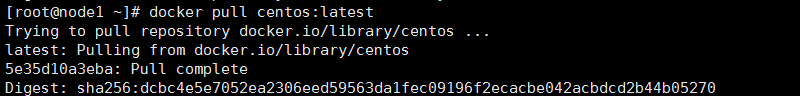 [root@node1 ~]# docker pull centos:latest
Trying to pull repository docker.io/library/centos ...
latest: Pulling from docker.io/library/centos
5e35d10a3eba: Pull complete
Digest: sha256:dcbc4e5e7052ea2306eed59563da1fec09196f2ecacbe042acbdcd2b44b05270